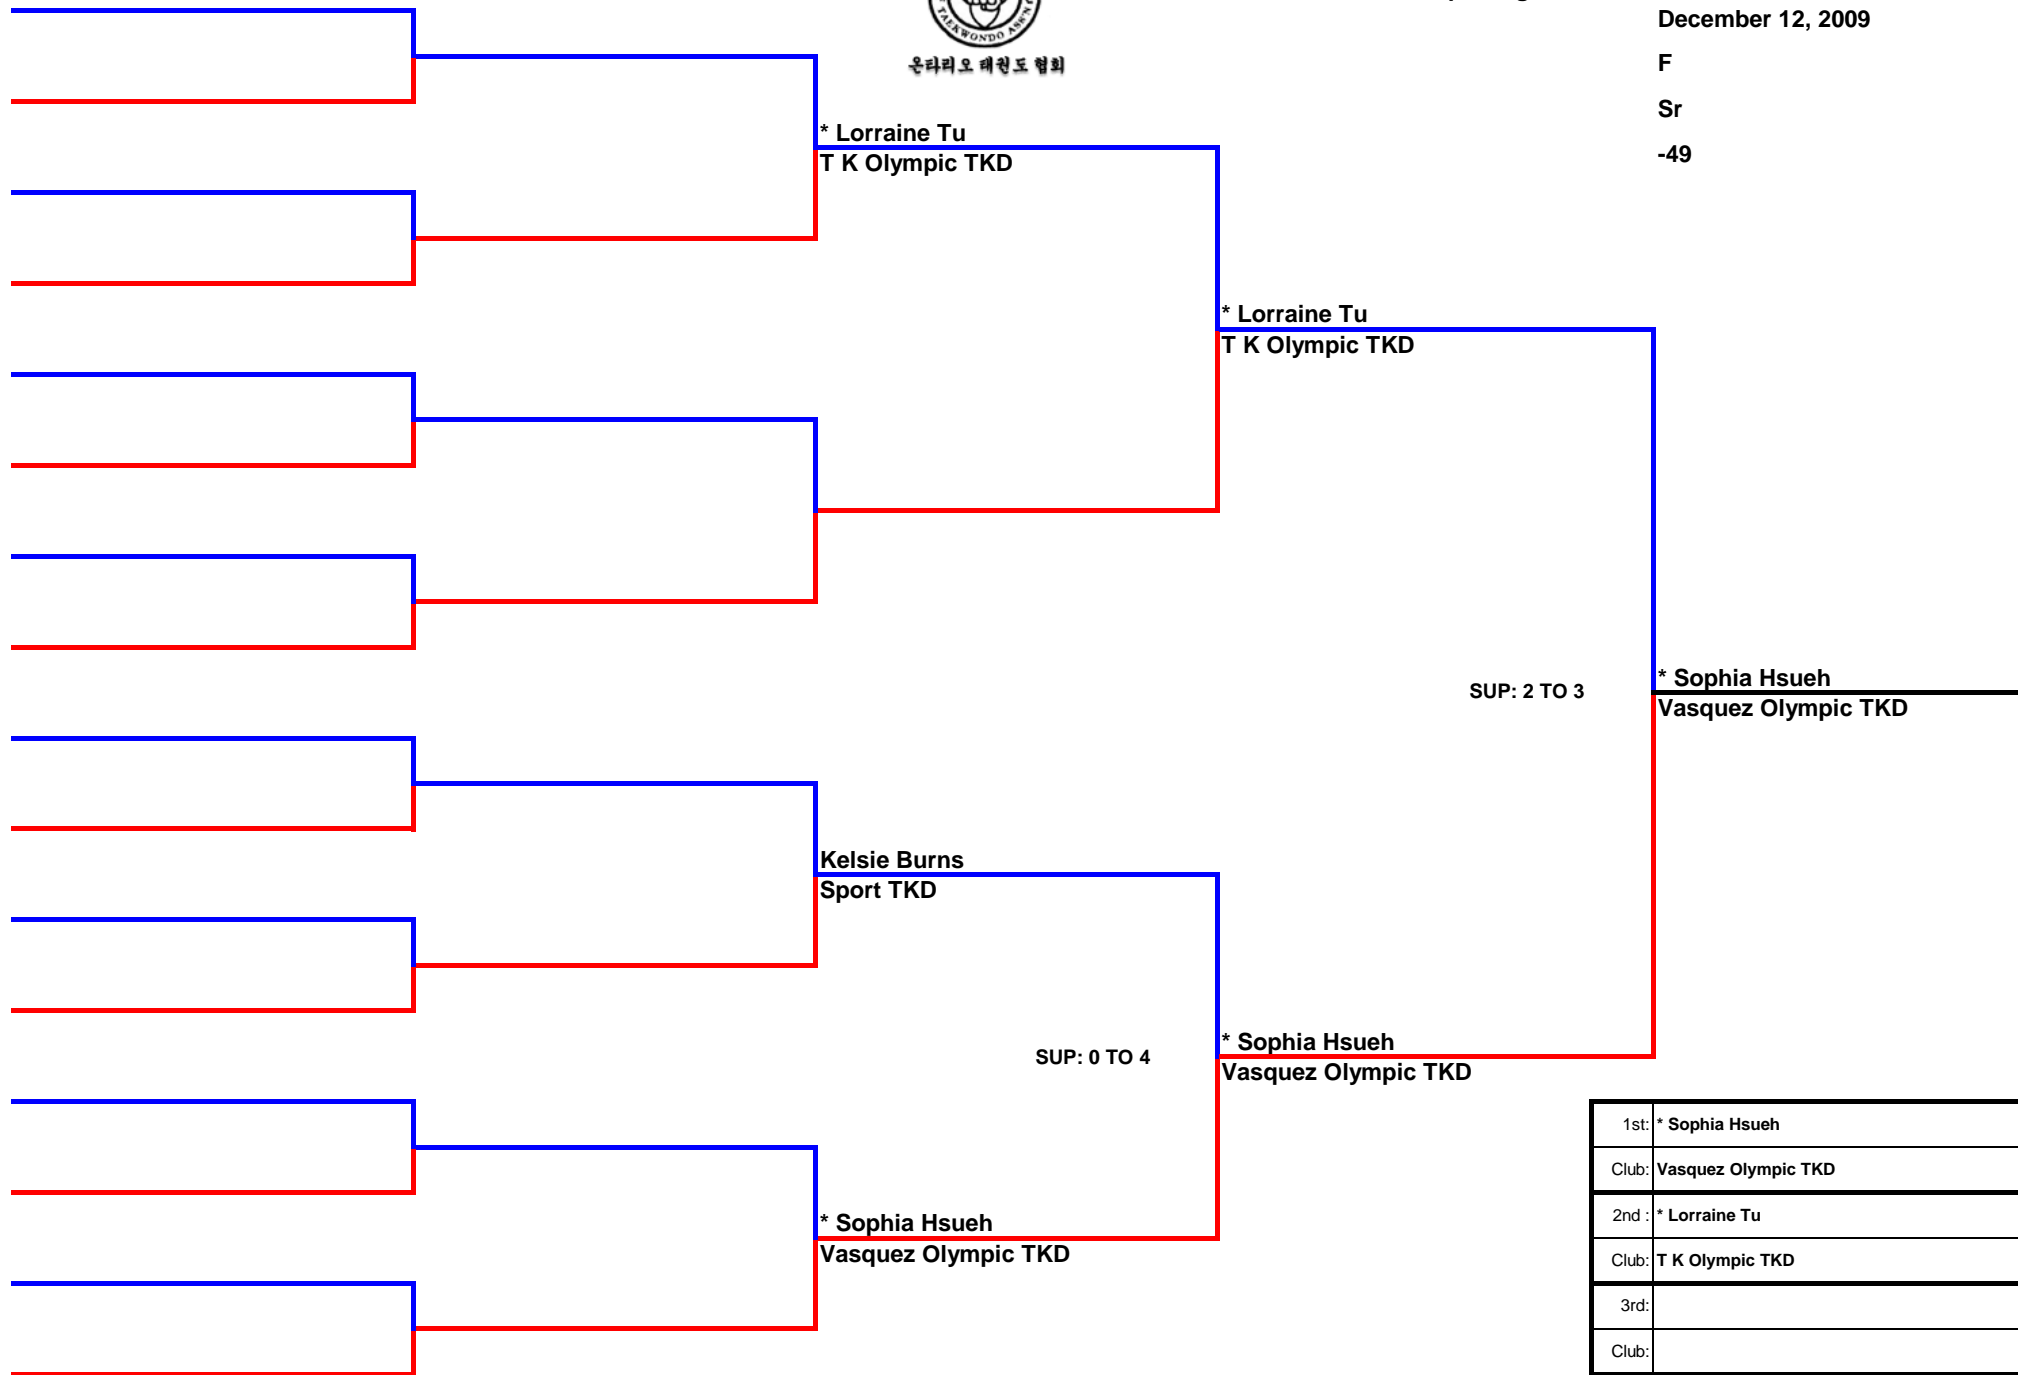 TAEKWONDO ASS'N
온타리오 태권도 협회
December 12, 2009
F
Sr
-49
* Lorraine Tu
T K Olympic TKD
* Lorraine Tu
T K Olympic TKD
SUP: 2 TO 3
* Sophia Hsueh
Vasquez Olympic TKD
Kelsie Burns
Sport TKD
SUP: 0 TO 4
* Sophia Hsueh
Vasquez Olympic TKD
* Sophia Hsueh
Vasquez Olympic TKD
1st: * Sophia Hsueh
Club: Vasquez Olympic TKD
2nd : * Lorraine Tu
Club: T K Olympic TKD
3rd:
Club: